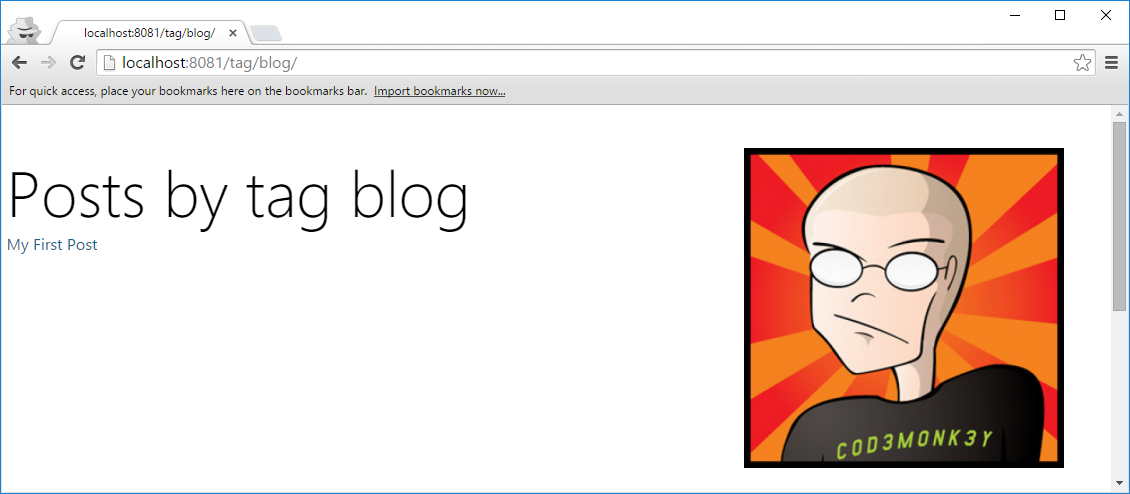 localhost:8081/tag/blog/
localhost:8081/tag/blog/
For quick access, place your bookmarks here on the bookmarks bar. Import bookmarks now...
Posts by tag blog
My First Post
C0D3M0NK3Y